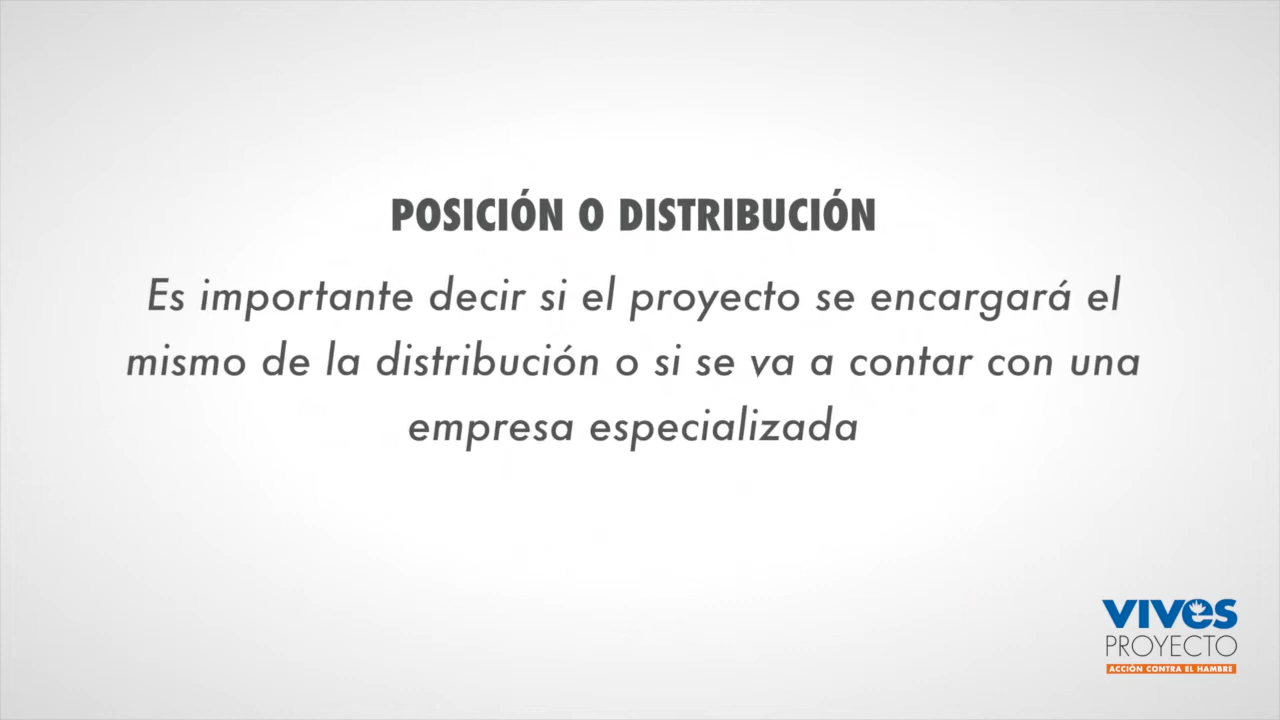 POSICIÓN O DISTRIBUCIÓN
Es importante decir si el proyecto se encargará el
mismo de la distribución o si se va a contar con una
empresa especializada
VIVES
PROYECTO
ACCIÓN CONTRA EL HAMBRE